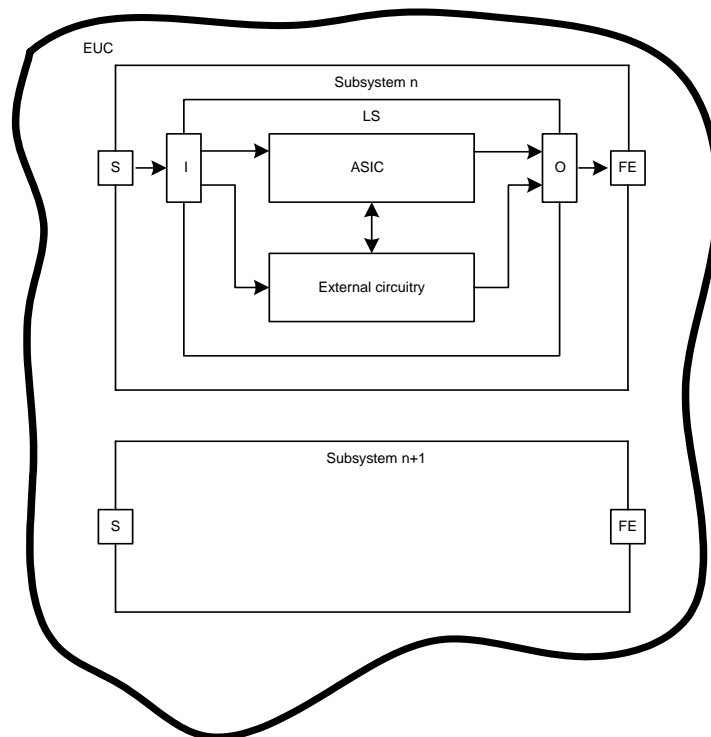 EUC
Subsystem n
LS
S
I
ASIC
O
FE
External circuitry
Subsystem n+1
S
FE